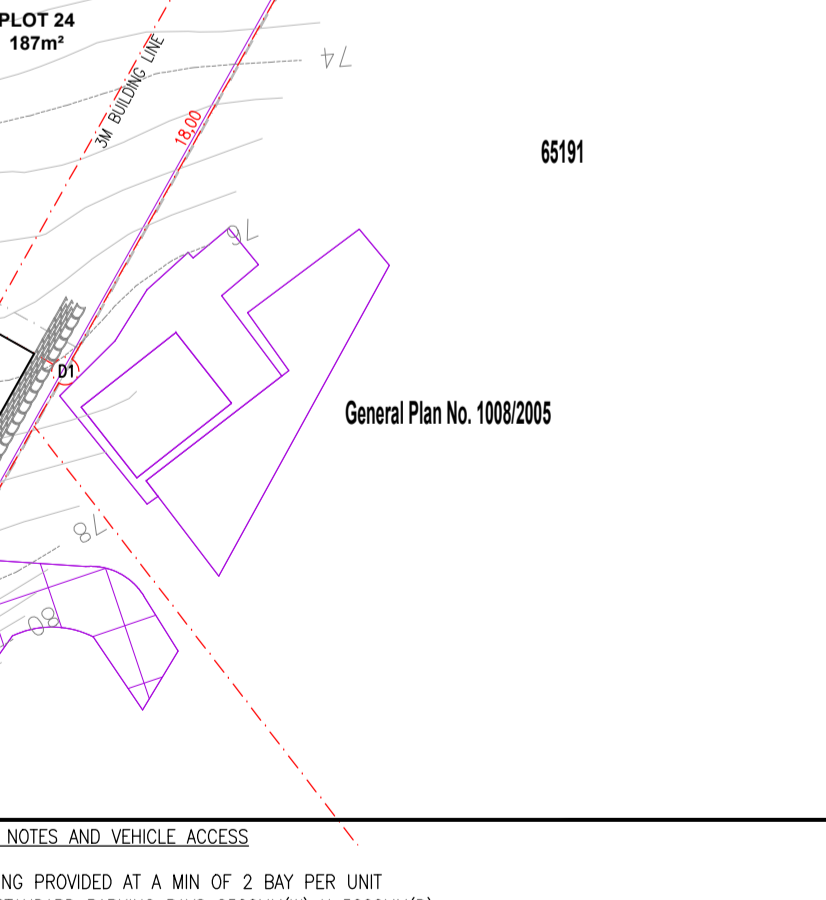 PLOT 24
187m²
3M BUILDING LINE
18,00
74
65191
76
D1
General Plan No. 1008/2005
78
80
NOTES AND VEHICLE ACCESS
NG PROVIDED AT A MIN OF 2 BAY PER UNIT